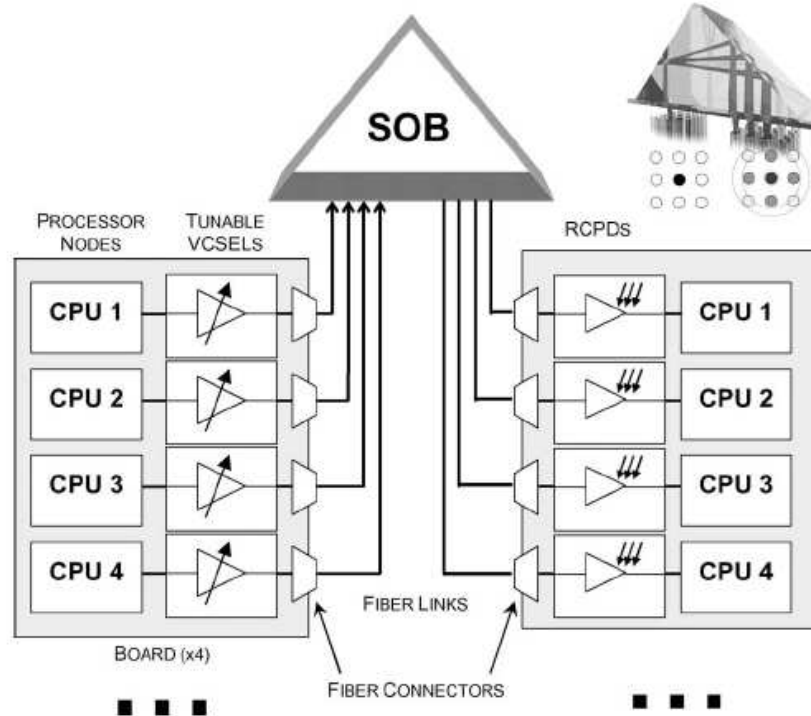 SOB
PROCESSOR
NODES
TUNABLE
VCSELS
RCPDS
CPU 1
CPU 1
CPU 2
CPU 2
CPU 3
CPU 3
CPU 4
CPU 4
FIBER LINKS
BOARD (x4)
FIBER CONNECTORS